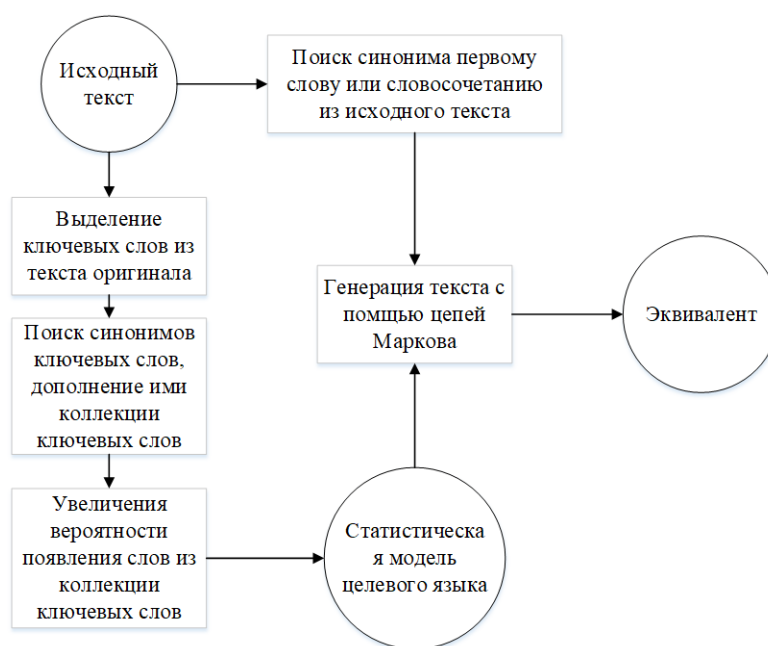 Исходный
текст
Поиск синонима первому
слову или словосочетанию
из исходного текста
Выделение
ключевых слов из
текста оригинала
Генерация текста с
помщью цепей
Маркова
Эквивалент
Поиск синонимов
ключевых слов,
дополнение ими
коллекции
ключевых слов
Увеличения
вероятности
появления слов из
коллекции
ключевых слов
Статистическа
я модель
целевого языка